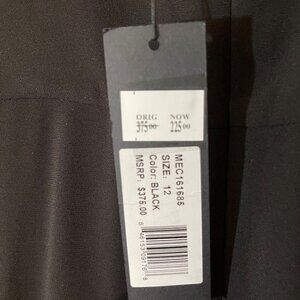 ORIG NOW
375.00 225.00
MEC161685
SIZE: 12
Color: BLACK
MSRP: $375.00